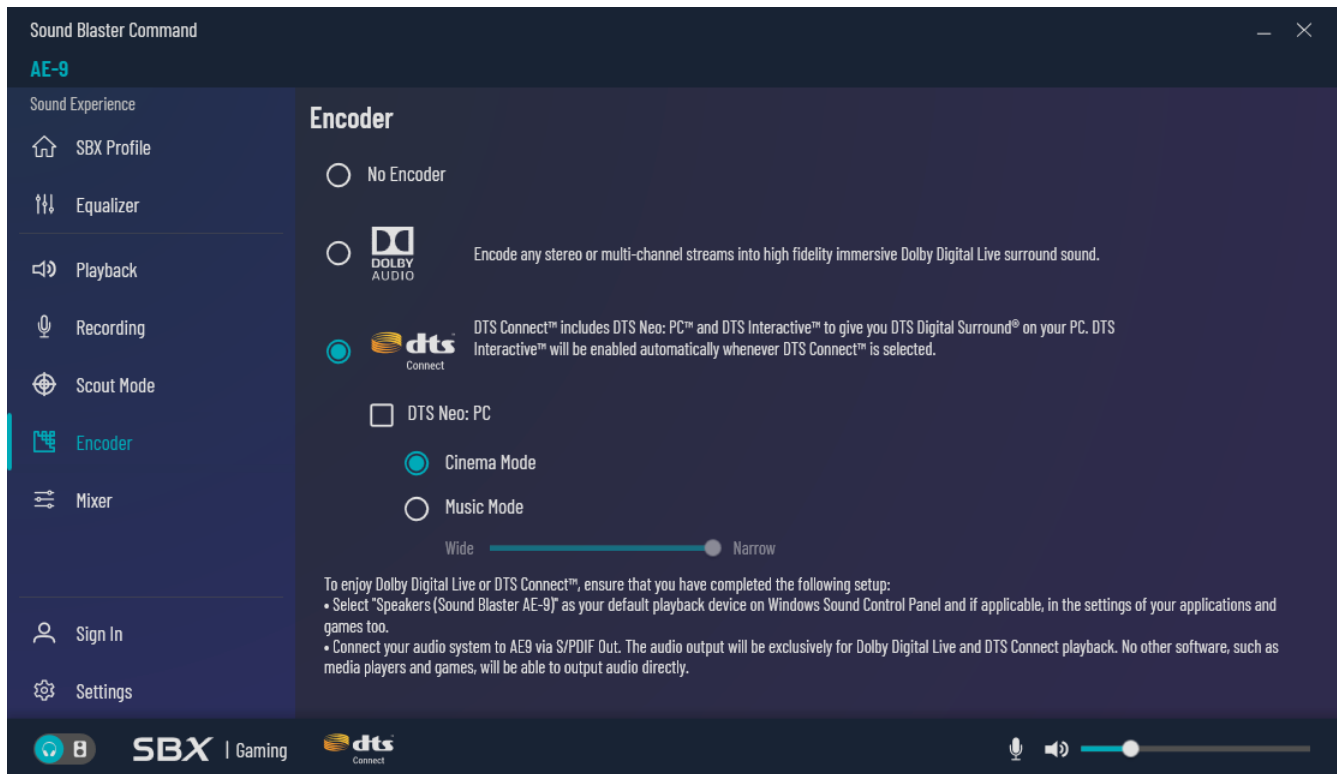 Sound Blaster Command
AE-9
Sound Experience
SBX Profile
Equalizer
Playback
Recording
Scout Mode
Encoder
Mixer
Sign In
Settings
Encoder
No Encoder
DOLBY
AUDIO
Encode any stereo or multi-channel streams into high fidelity immersive Dolby Digital Live surround sound.
dts
Connect
DTS Connect™ includes DTS Neo: PC™ and DTS Interactive™ to give you DTS Digital Surround® on your PC. DTS
Interactive™ will be enabled automatically whenever DTS Connect™ is selected.
DTS Neo: PC
Cinema Mode
Music Mode
Wide Narrow
To enjoy Dolby Digital Live or DTS Connect™, ensure that you have completed the following setup:
• Select "Speakers (Sound Blaster AE-9)" as your default playback device on Windows Sound Control Panel and if applicable, in the settings of your applications and
games too.
• Connect your audio system to AE9 via S/PDIF Out. The audio output will be exclusively for Dolby Digital Live and DTS Connect playback. No other software, such as
media players and games, will be able to output audio directly.
SBX | Gaming
dts
Connect